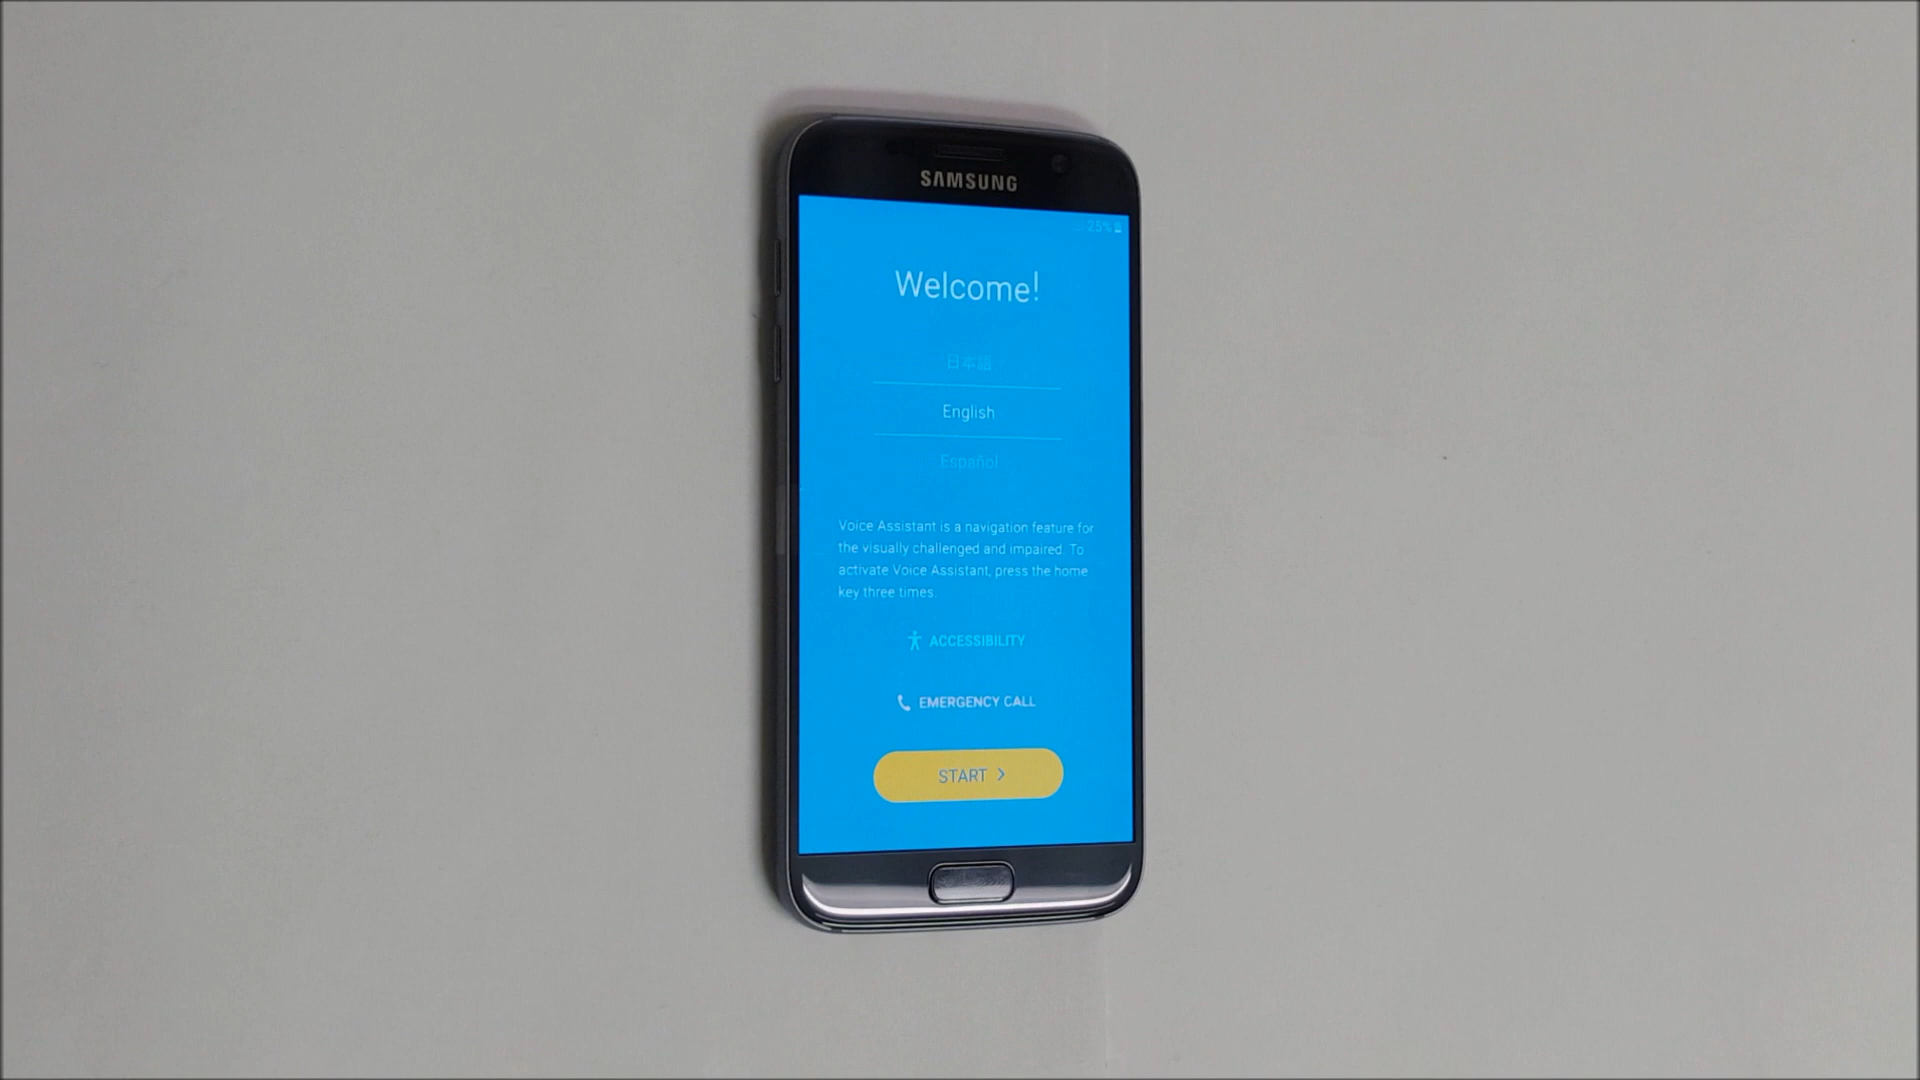 SAMSUNG
25%
Welcome!
日本語
English
Español
Voice Assistant is a navigation feature for
the visually challenged and impaired. To
activate Voice Assistant, press the home
key three times.
ACCESSIBILITY
EMERGENCY CALL
START >